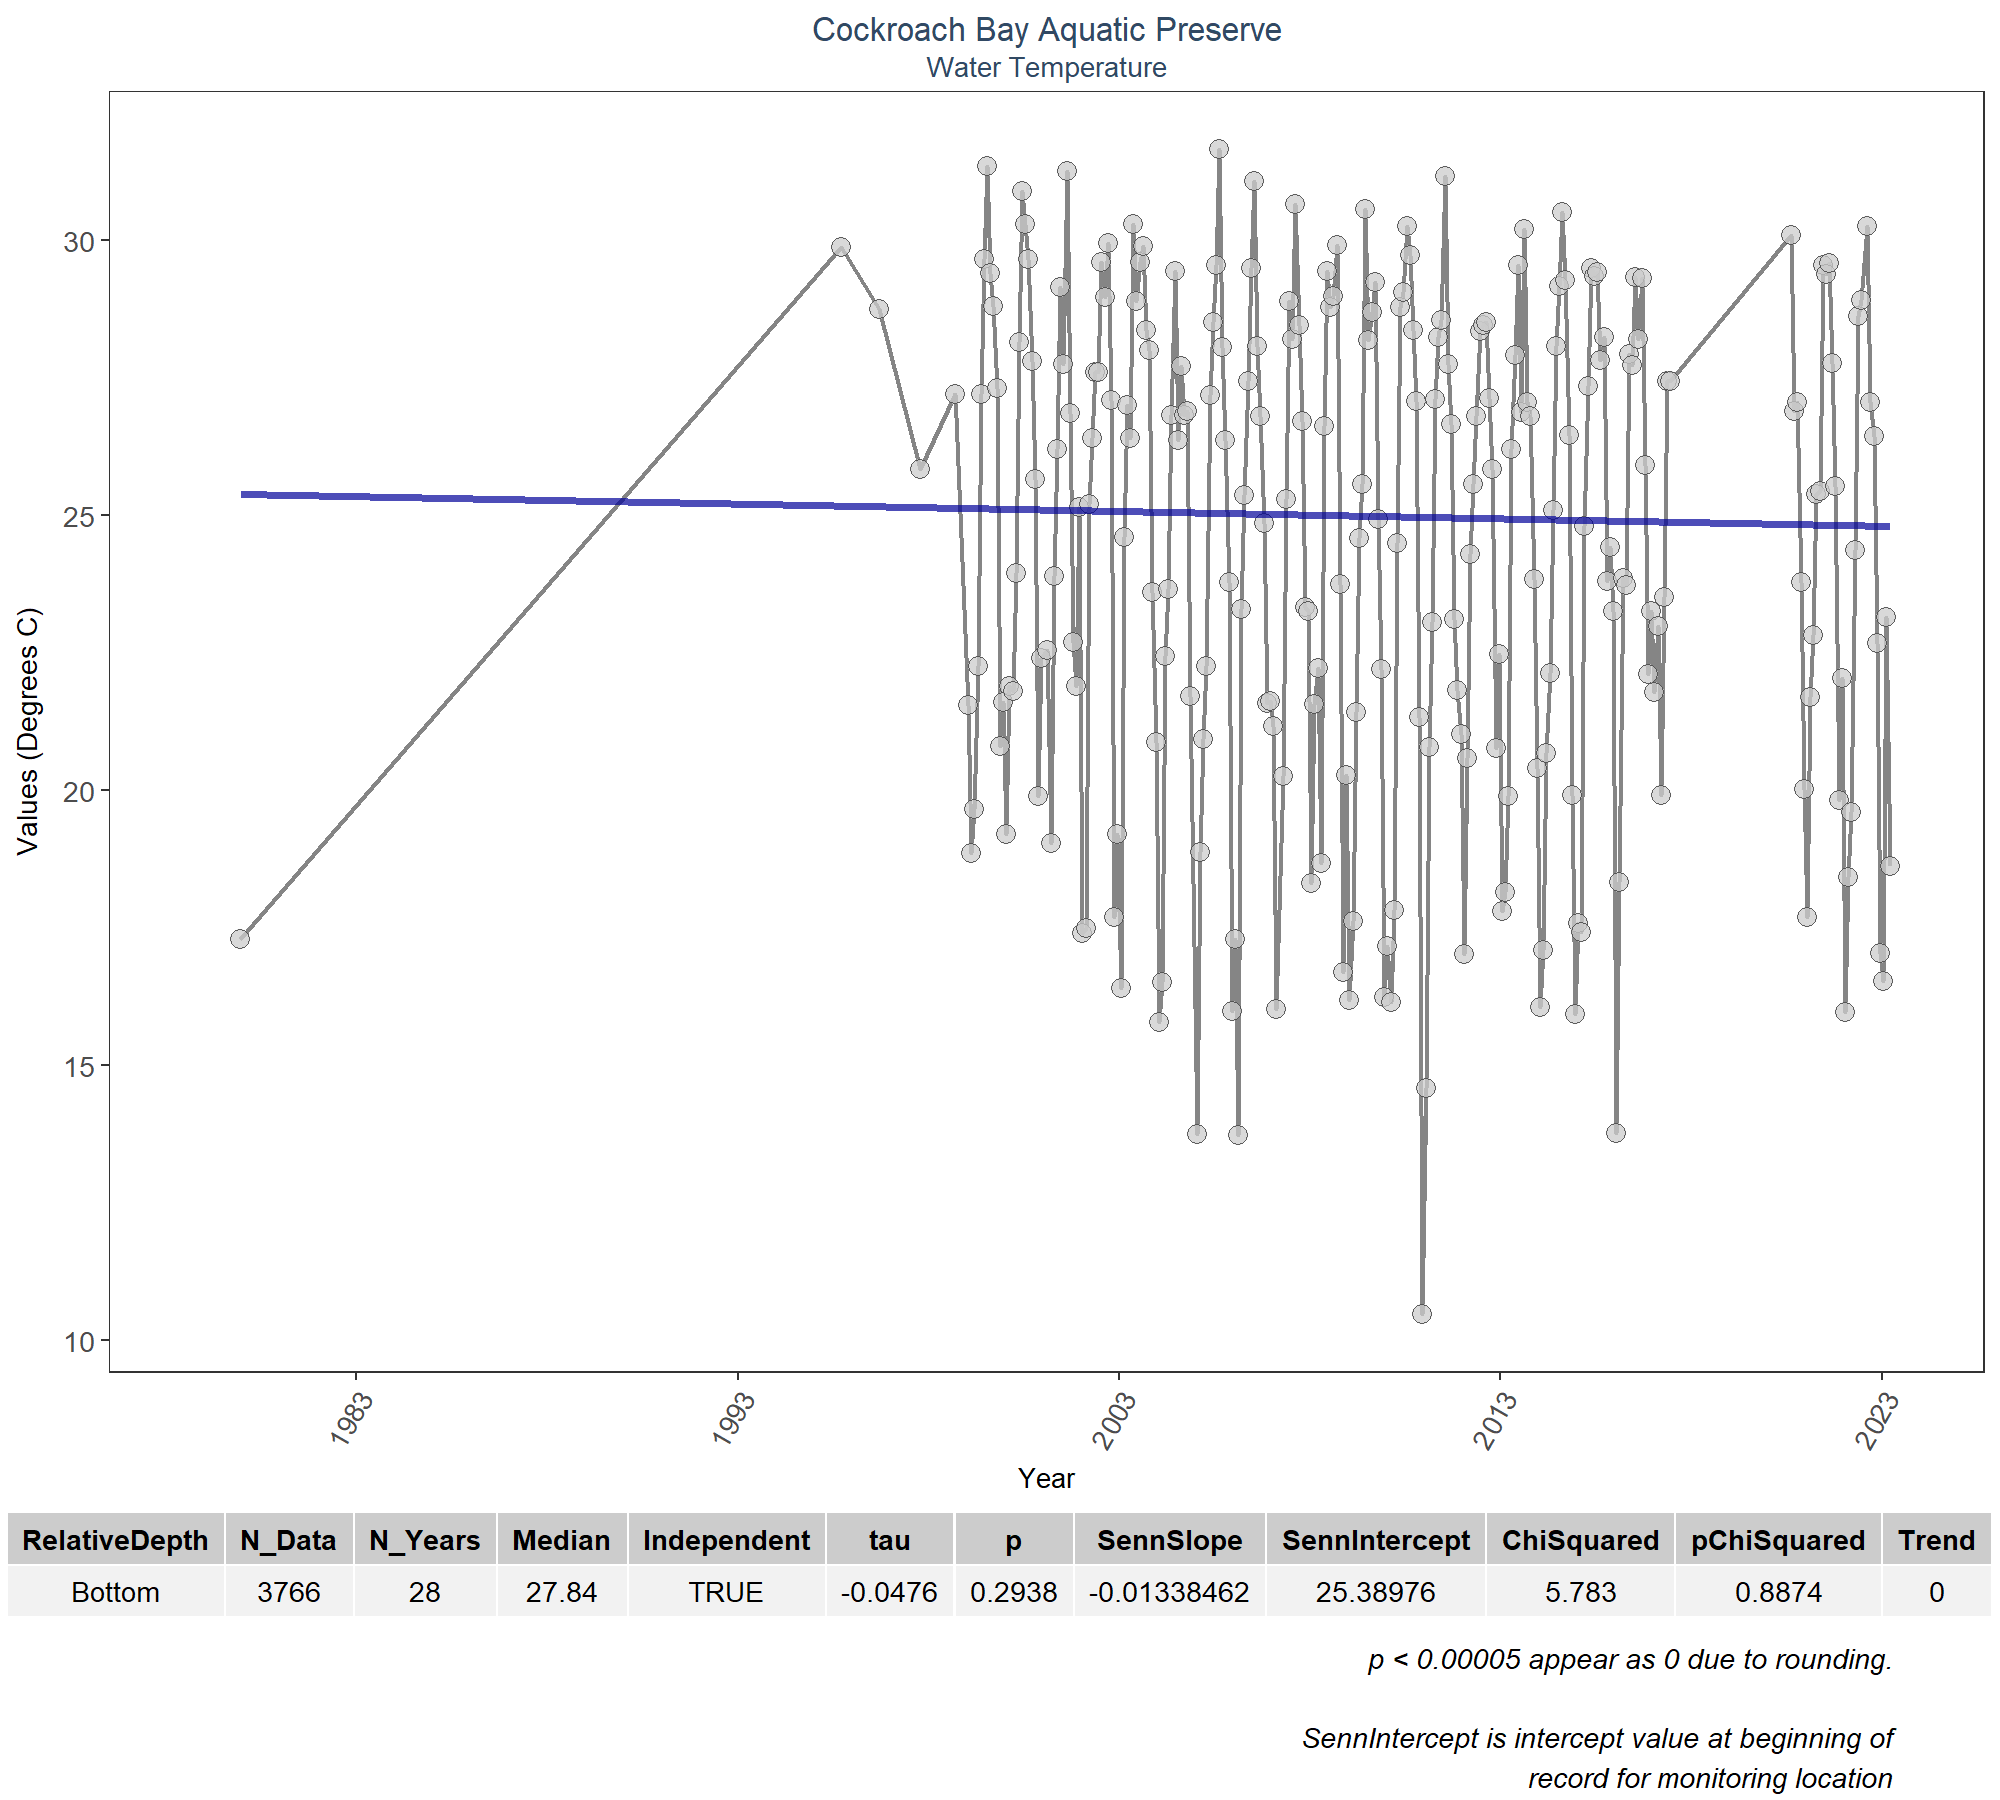 Cockroach Bay Aquatic Preserve
Water Temperature
Values (Degrees C)
30
25
20
15
10
1983
1993
2003
2013
2023
Year
RelativeDepth N_Data N_Years Median Independent tau p SennSlope SennIntercept ChiSquared pChiSquared Trend
Bottom 3766 28 27.84 TRUE -0.0476 0.2938 -0.01338462 25.38976 5.783 0.8874 0
p < 0.00005 appear as 0 due to rounding.
SennIntercept is intercept value at beginning of
record for monitoring location